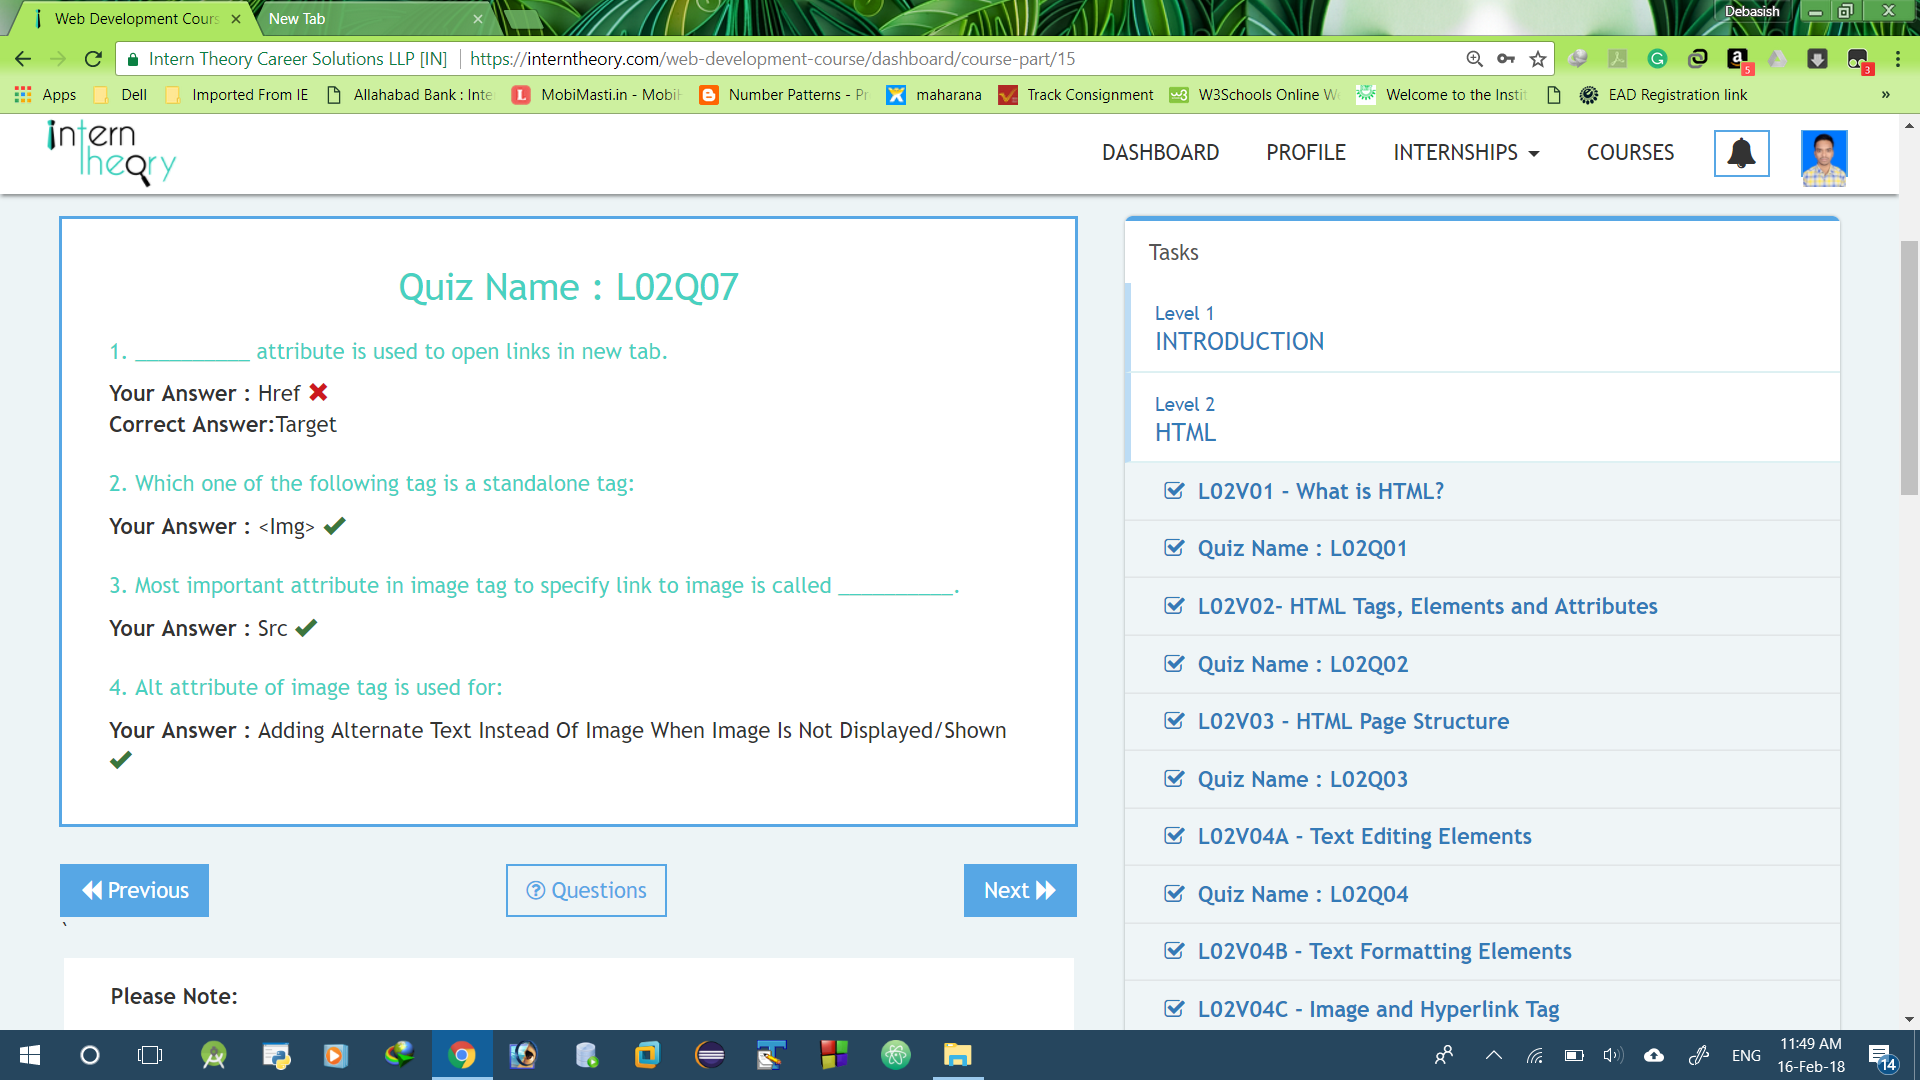 Web Development Cours
New Tab
Debasish
Intern Theory Career Solutions LLP [IN]
https://interntheory.com/web-development-course/dashboard/course-part/15
5
3
Apps
Dell
Imported From IE
Allahabad Bank : Inte
MobiMasti.in - Mobi
Number Patterns - Pr
maharana
Track Consignment
W3Schools Online W
Welcome to the Instit
EAD Registration link
»
intern
theory
DASHBOARD
PROFILE
INTERNSHIPS
COURSES
Quiz Name : L02Q07
1. __________ attribute is used to open links in new tab.
Your Answer : Href
Correct Answer:Target
2. Which one of the following tag is a standalone tag:
Your Answer : <Img>
3. Most important attribute in image tag to specify link to image is called __________.
Your Answer : Src
4. Alt attribute of image tag is used for:
Your Answer : Adding Alternate Text Instead Of Image When Image Is Not Displayed/Shown
Previous
Questions
Next
`
Please Note:
Tasks
Level 1
INTRODUCTION
Level 2
HTML
L02V01 - What is HTML?
Quiz Name : L02Q01
L02V02- HTML Tags, Elements and Attributes
Quiz Name : L02Q02
L02V03 - HTML Page Structure
Quiz Name : L02Q03
L02V04A - Text Editing Elements
Quiz Name : L02Q04
L02V04B - Text Formatting Elements
L02V04C - Image and Hyperlink Tag
ENG
11:49 AM
16-Feb-18
14